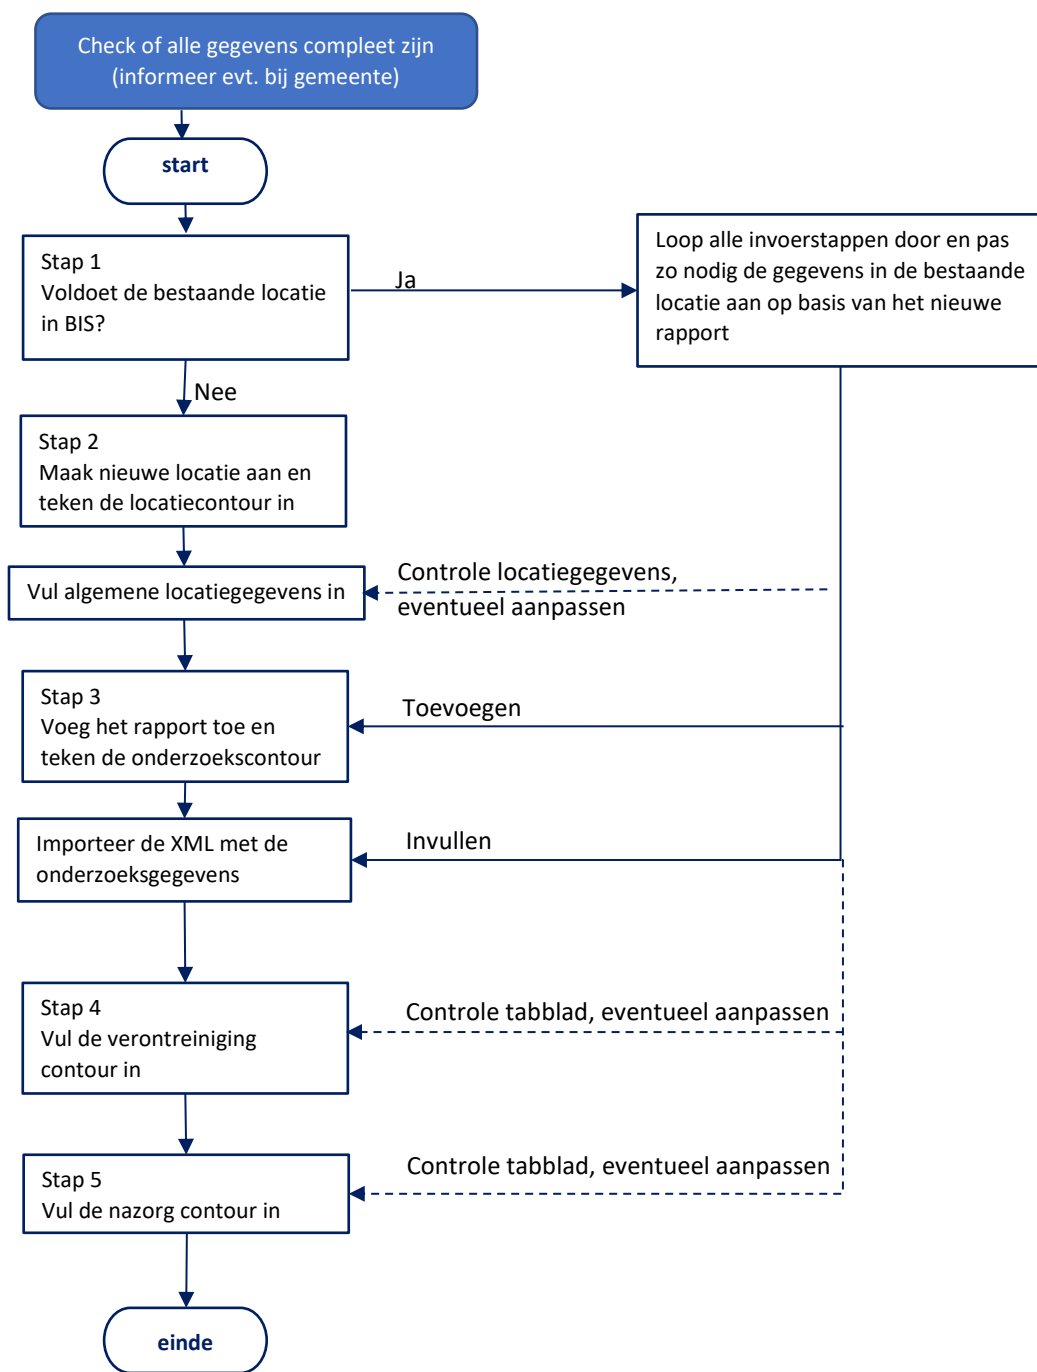 Check of alle gegevens compleet zijn
(informeer evt. bij gemeente)
start
Stap 1
Voldoet de bestaande locatie
in BIS?
Ja
Loop alle invoerstappen door en pas
zo nodig de gegevens in de bestaande
locatie aan op basis van het nieuwe
rapport
Nee
Stap 2
Maak nieuwe locatie aan en
teken de locatiecontour in
Vul algemene locatiegegevens in
Controle locatiegegevens,
eventueel aanpassen
Stap 3
Voeg het rapport toe en
teken de onderzoekscontour
Toevoegen
Importeer de XML met de
onderzoeksgegevens
Invullen
Stap 4
Vul de verontreiniging
contour in
Controle tabblad, eventueel aanpassen
Stap 5
Vul de nazorg contour in
Controle tabblad, eventueel aanpassen
einde